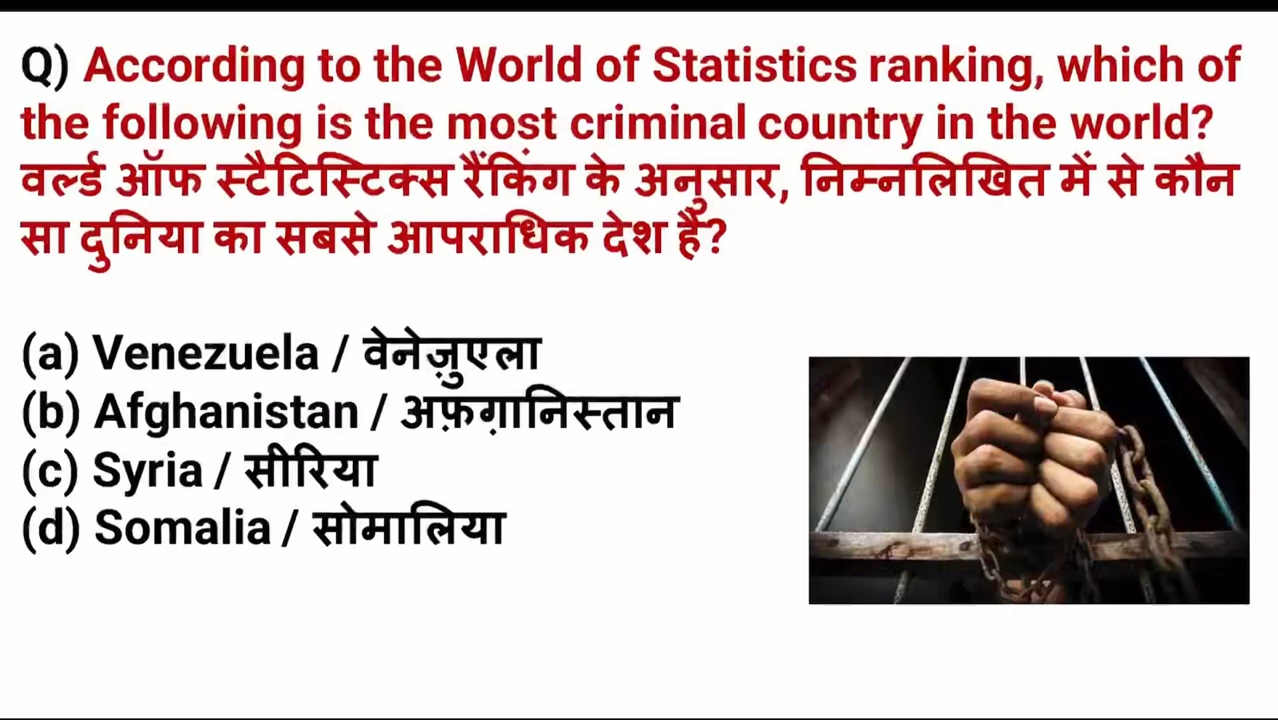 Q) According to the World of Statistics ranking, which of
the following is the most criminal country in the world?
वर्ल्ड ऑफ स्टैटिस्टिक्स रैंकिंग के अनुसार, निम्नलिखित में से कौन
सा दुनिया का सबसे आपराधिक देश है?
(a) Venezuela / वेनेज़ुएला
(b) Afghanistan / अफ़ग़ानिस्तान
(c) Syria / सीरिया
(d) Somalia / सोमालिया